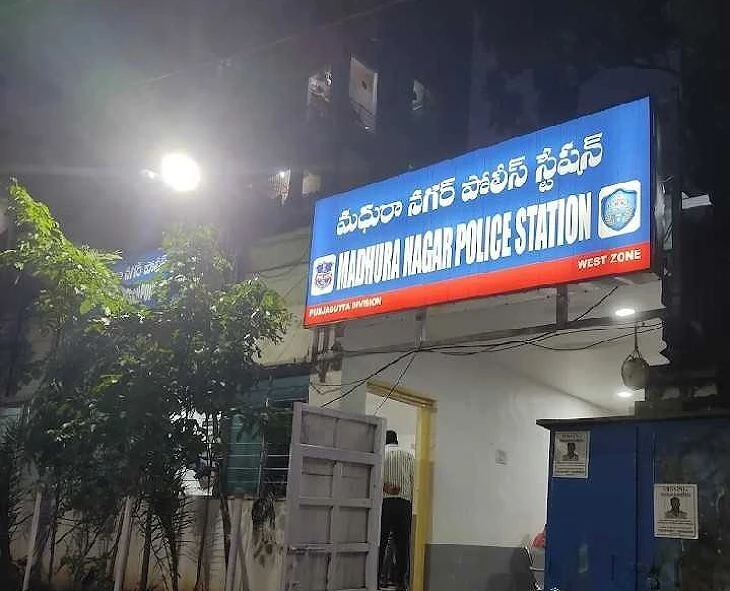 మధురా నగర్ పోలీస్ స్టేషన్
MADHURA NAGAR POLICE STATION
PUNJAGUTTA DIVISION
WEST ZONE